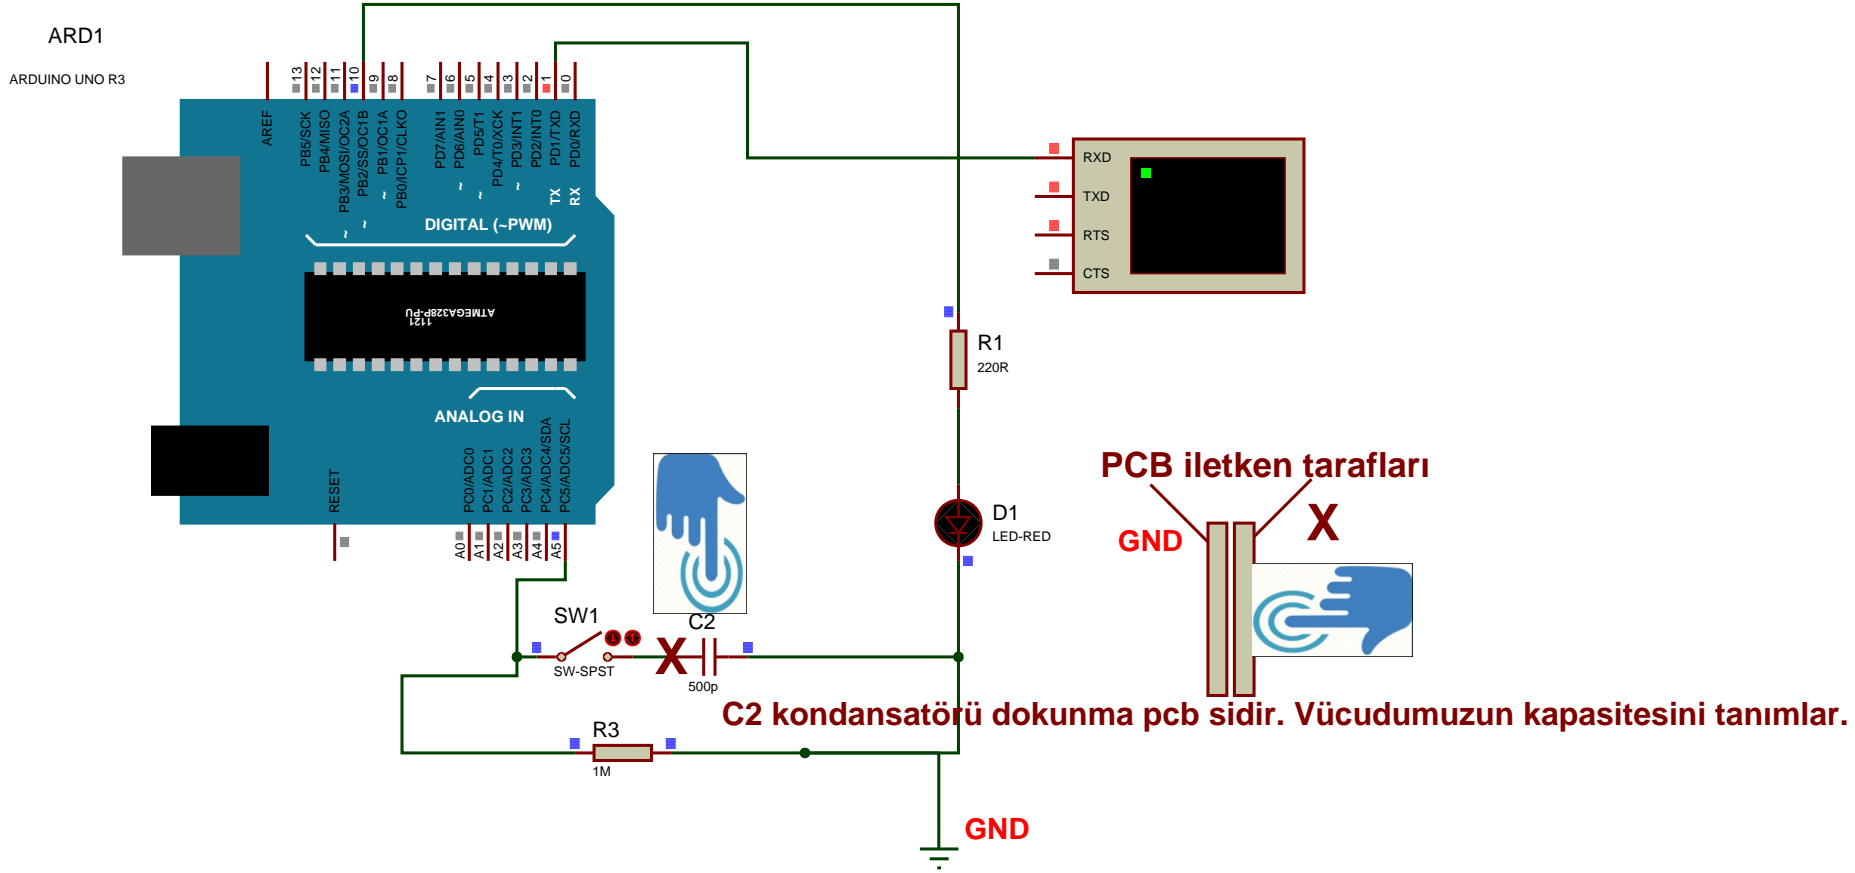 ARD1
ARDUINO UNO R3
AREF
13
12
11
10
9
8
7
6
5
4
3
2
1
0
PB5/SCK
PB4/MISO
PB3/MOSI/OC2A
PB2/SS/OC1B
PB1/OC1A
PB0/ICP1/CLKO
PD7/AIN1
PD6/AIN0
PD5/T1
PD4/T0/XCK
PD3/INT1
PD2/INT0
PD1/TXD
PD0/RXD
~
~
~
~
~
~
TX
RX
DIGITAL (~PWM)
ATMEGA328P-PU
1121
ANALOG IN
RESET
PC0/ADC0
PC1/ADC1
PC2/ADC2
PC3/ADC3
PC4/ADC4/SDA
PC5/ADC5/SCL
A0
A1
A2
A3
A4
A5
RXD
TXD
RTS
CTS
R1
220R
D1
LED-RED
SW1
SW-SPST
X
C2
500p
R3
1M
GND
PCB iletken tarafları
X
GND
C2 kondansatörü dokunma pcb sidir. Vücudumuzun kapasitesini tanımlar.